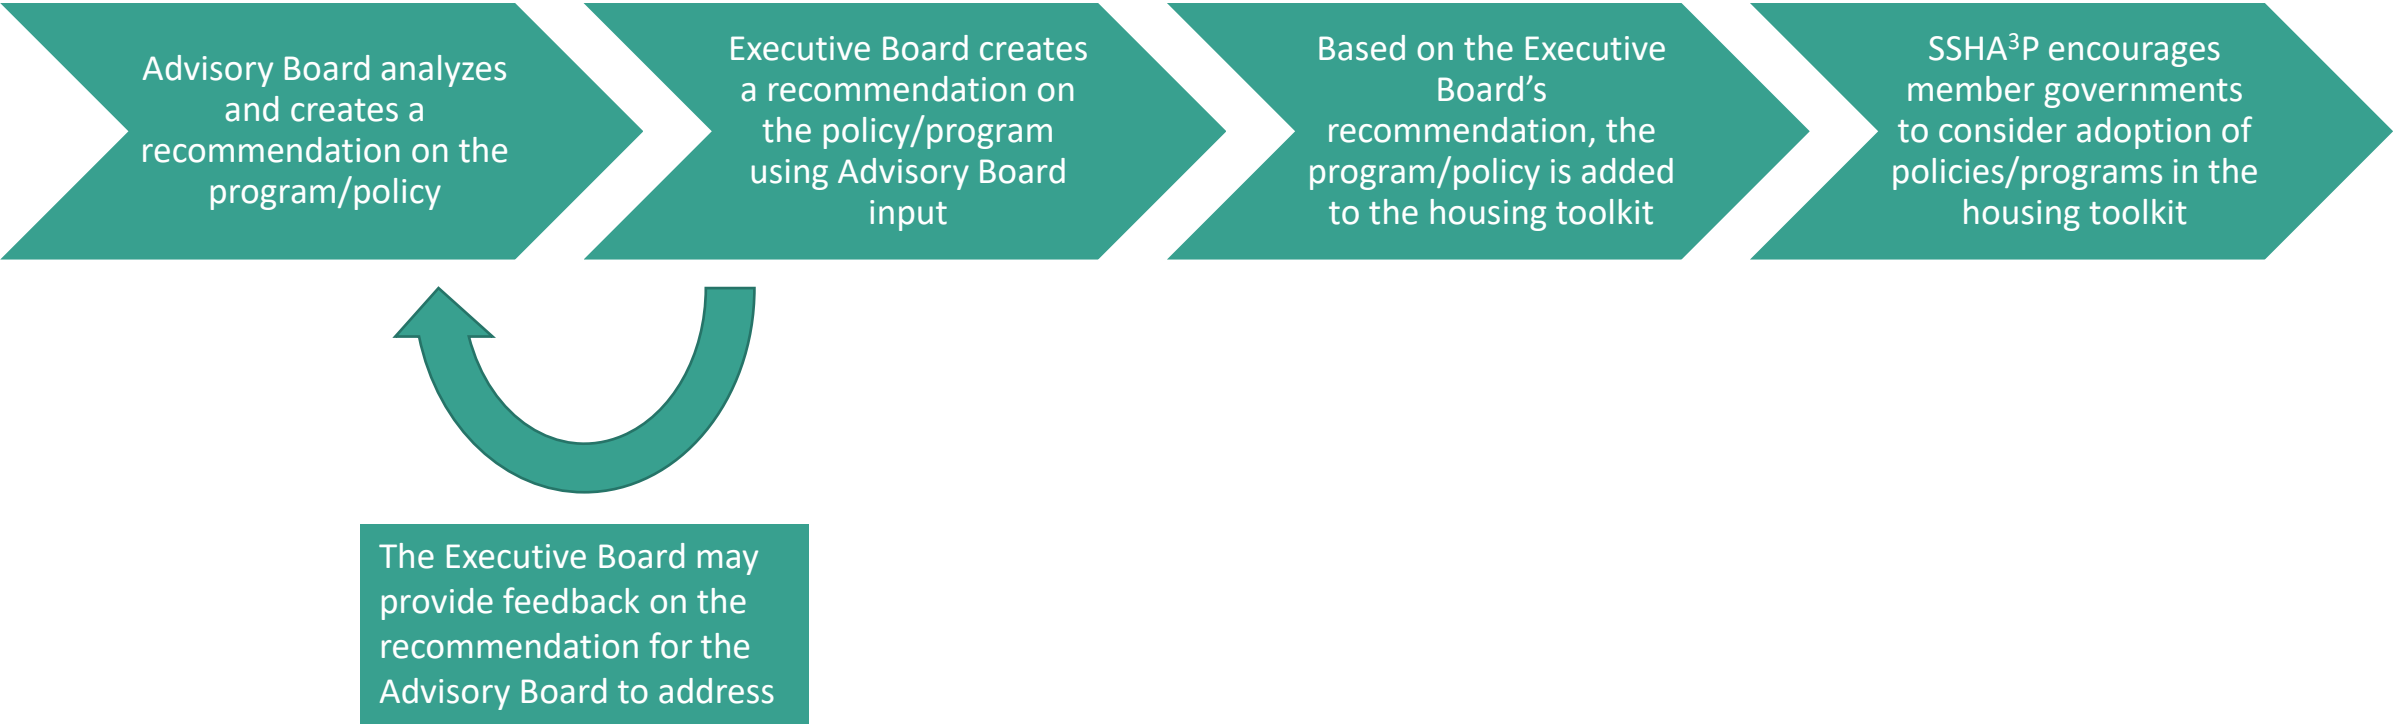 Advisory Board analyzes
and creates a
recommendation on the
program/policy
Executive Board creates
a recommendation on
the policy/program
using Advisory Board
input
Based on the Executive
Board’s
recommendation, the
program/policy is added
to the housing toolkit
SSHA³P encourages
member governments
to consider adoption of
policies/programs in the
housing toolkit
The Executive Board may
provide feedback on the
recommendation for the
Advisory Board to address